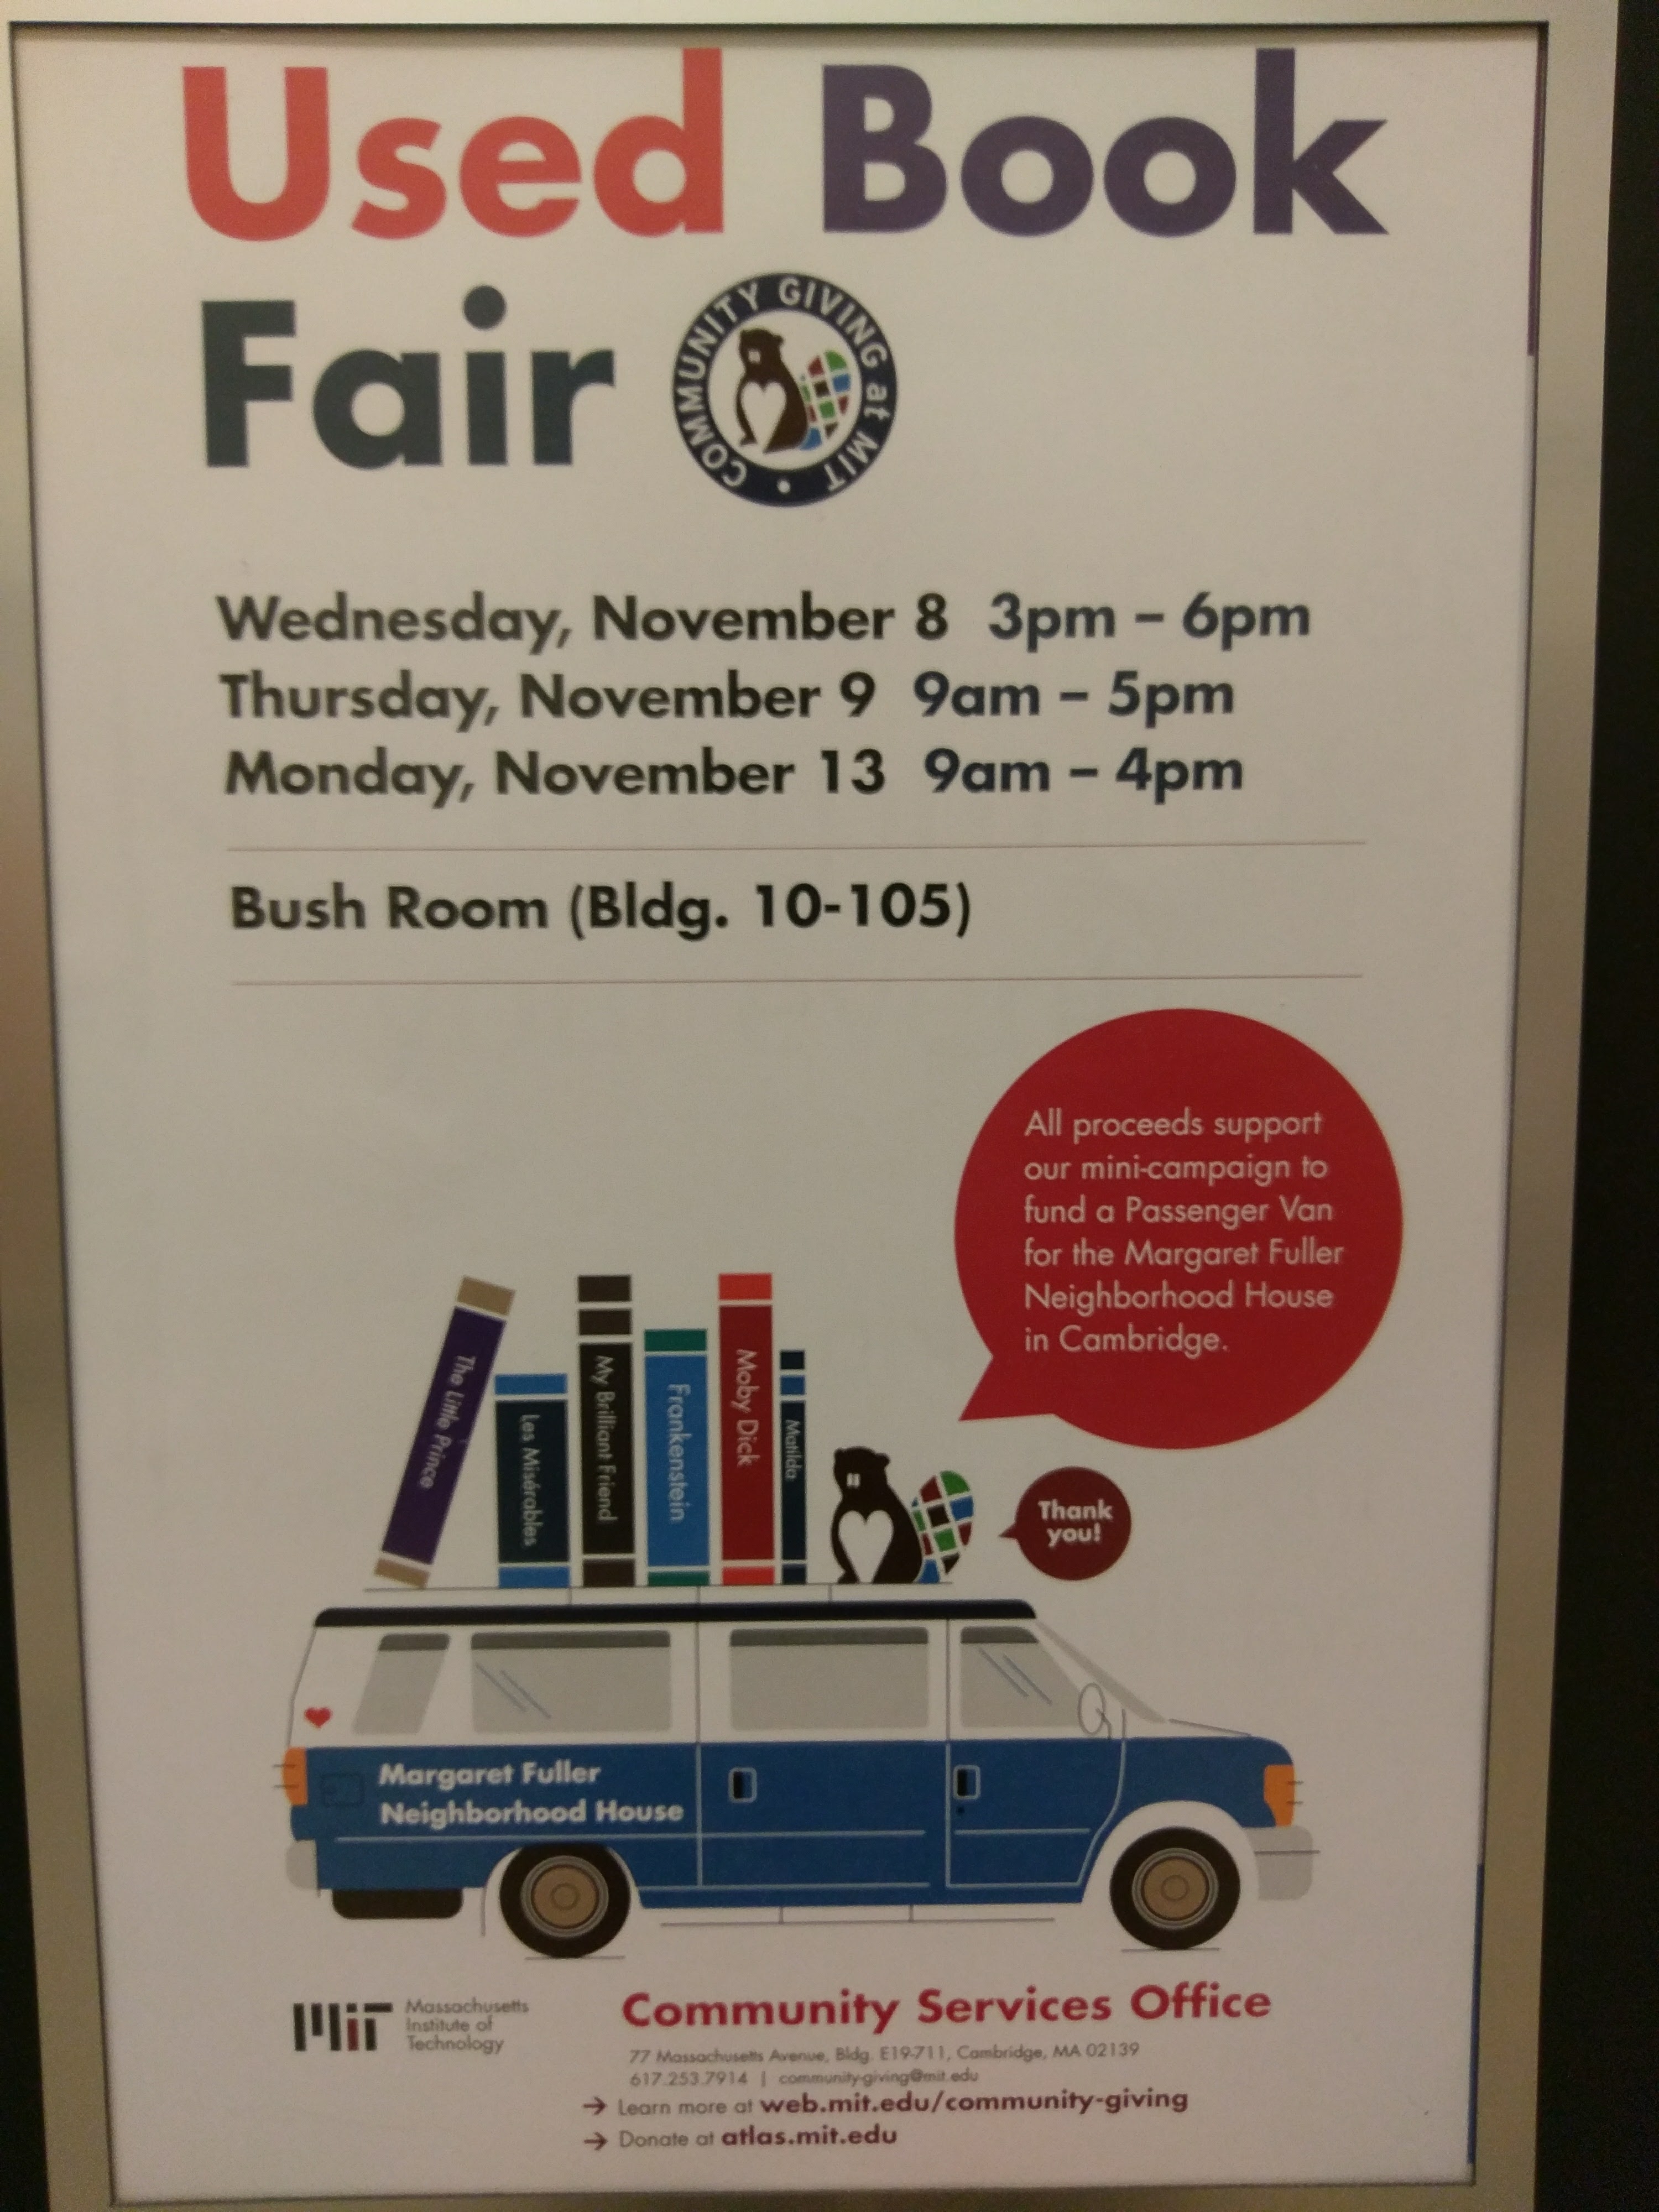 Used Book
Fair
COMMUNITY GIVING at MIT
Wednesday, November 8 3pm – 6pm
Thursday, November 9 9am – 5pm
Monday, November 13 9am – 4pm
Bush Room (Bldg. 10-105)
All proceeds support
our mini-campaign to
fund a Passenger Van
for the Margaret Fuller
Neighborhood House
in Cambridge.
The Little Prince
Les Misérables
My Brilliant Friend
Frankenstein
Moby Dick
Matilda
Thank
you!
Margaret Fuller
Neighborhood House
MIT
Massachusetts
Institute of
Technology
Community Services Office
77 Massachusetts Avenue, Bldg. E19-711, Cambridge, MA 02139
617.253.7914 | community-giving@mit.edu
→ Learn more at web.mit.edu/community-giving
→ Donate at atlas.mit.edu